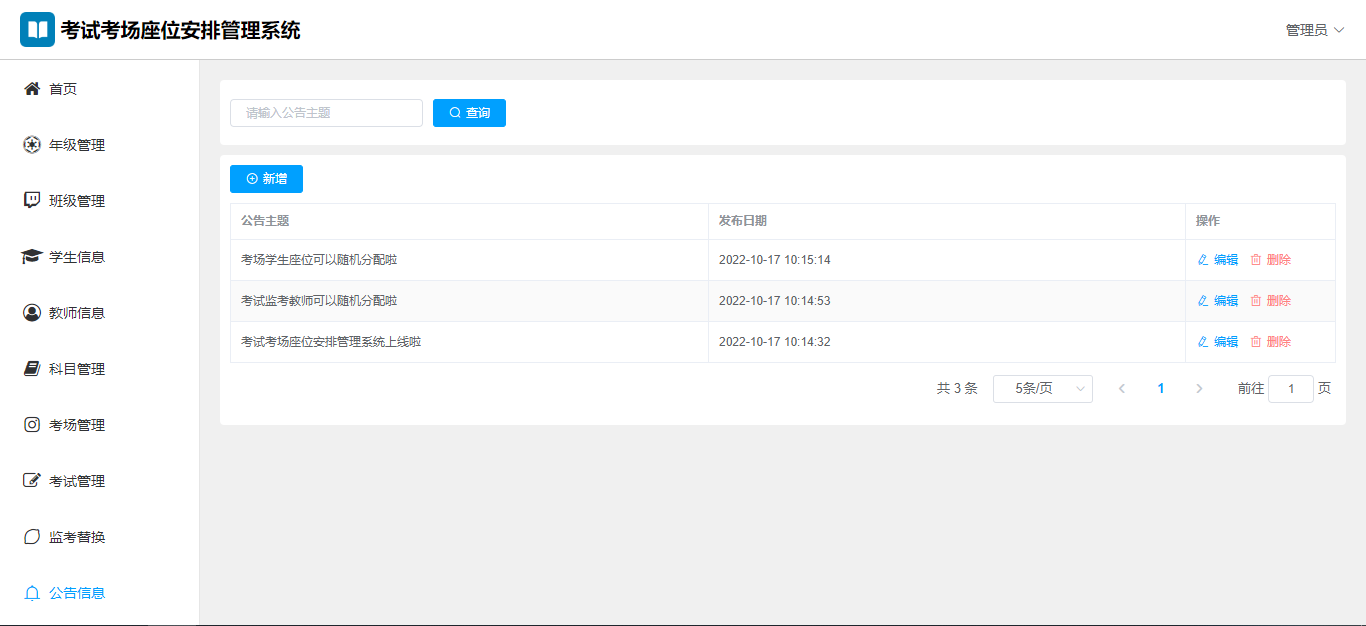 考试考场座位安排管理系统
管理员
首页
年级管理
班级管理
学生信息
教师信息
科目管理
考场管理
考试管理
监考替换
公告信息
请输入公告主题 查询
新增
公告主题 发布日期 操作
考场学生座位可以随机分配啦 2022-10-17 10:15:14 编辑 删除
考试监考教师可以随机分配啦 2022-10-17 10:14:53 编辑 删除
考试考场座位安排管理系统上线啦 2022-10-17 10:14:32 编辑 删除
共 3 条 5条/页 1 前往 1 页